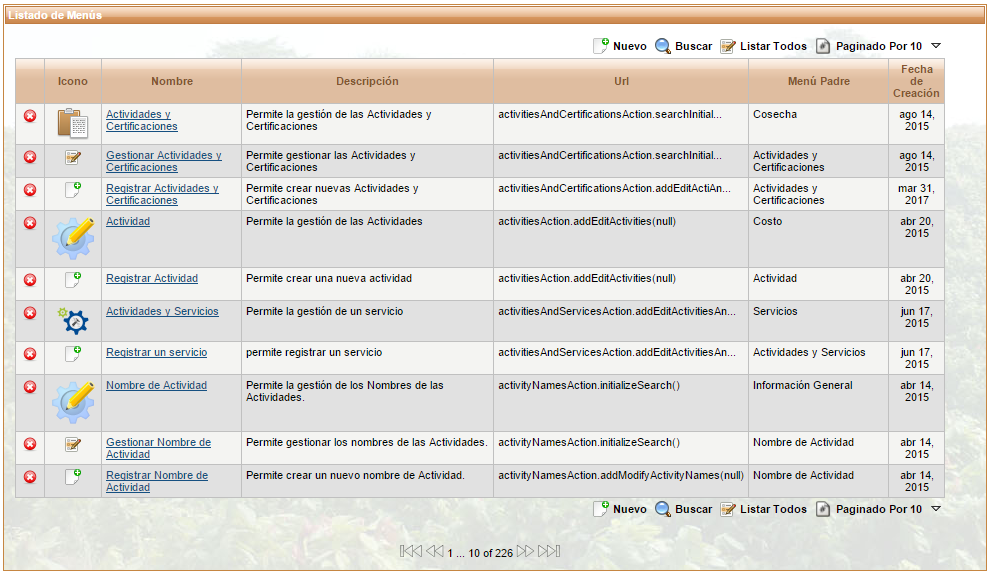 Listado de Menús
Nuevo Buscar Listar Todos Paginado Por 10
Icono Nombre Descripción Url Menú Padre Fecha
de
Creación
Actividades y Permite la gestión de las Actividades y activitiesAndCertificationsAction.searchInitial... Cosecha ago 14,
Certificaciones Certificaciones 2015
Gestionar Actividades y Permite gestionar las Actividades y activitiesAndCertificationsAction.searchInitial... Actividades y ago 14,
Certificaciones Certificaciones Certificaciones 2015
Registrar Actividades y Permite crear nuevas Actividades y activitiesAndCertificationsAction.addEditActiAn... Actividades y mar 31,
Certificaciones Certificaciones Certificaciones 2017
Actividad Permite la gestión de las Actividades activitiesAction.addEditActivities(null) Costo abr 20,
2015
Registrar Actividad Permite crear una nueva actividad activitiesAction.addEditActivities(null) Actividad abr 20,
2015
Actividades y Servicios Permite la gestión de un servicio activitiesAndServicesAction.addEditActivitiesAn... Servicios jun 17,
2015
Registrar un servicio permite registrar un servicio activitiesAndServicesAction.addEditActivitiesAn... Actividades y Servicios jun 17,
2015
Nombre de Actividad Permite la gestión de los Nombres de las activityNamesAction.initializeSearch() Información General abr 14,
Actividades. 2015
Gestionar Nombre de Permite gestionar los nombres de las Actividades. activityNamesAction.initializeSearch() Nombre de Actividad abr 14,
Actividad 2015
Registrar Nombre de Permite crear un nuevo nombre de Actividad. activityNamesAction.addModifyActivityNames(null) Nombre de Actividad abr 14,
Actividad 2015
Nuevo Buscar Listar Todos Paginado Por 10
1 ... 10 of 226